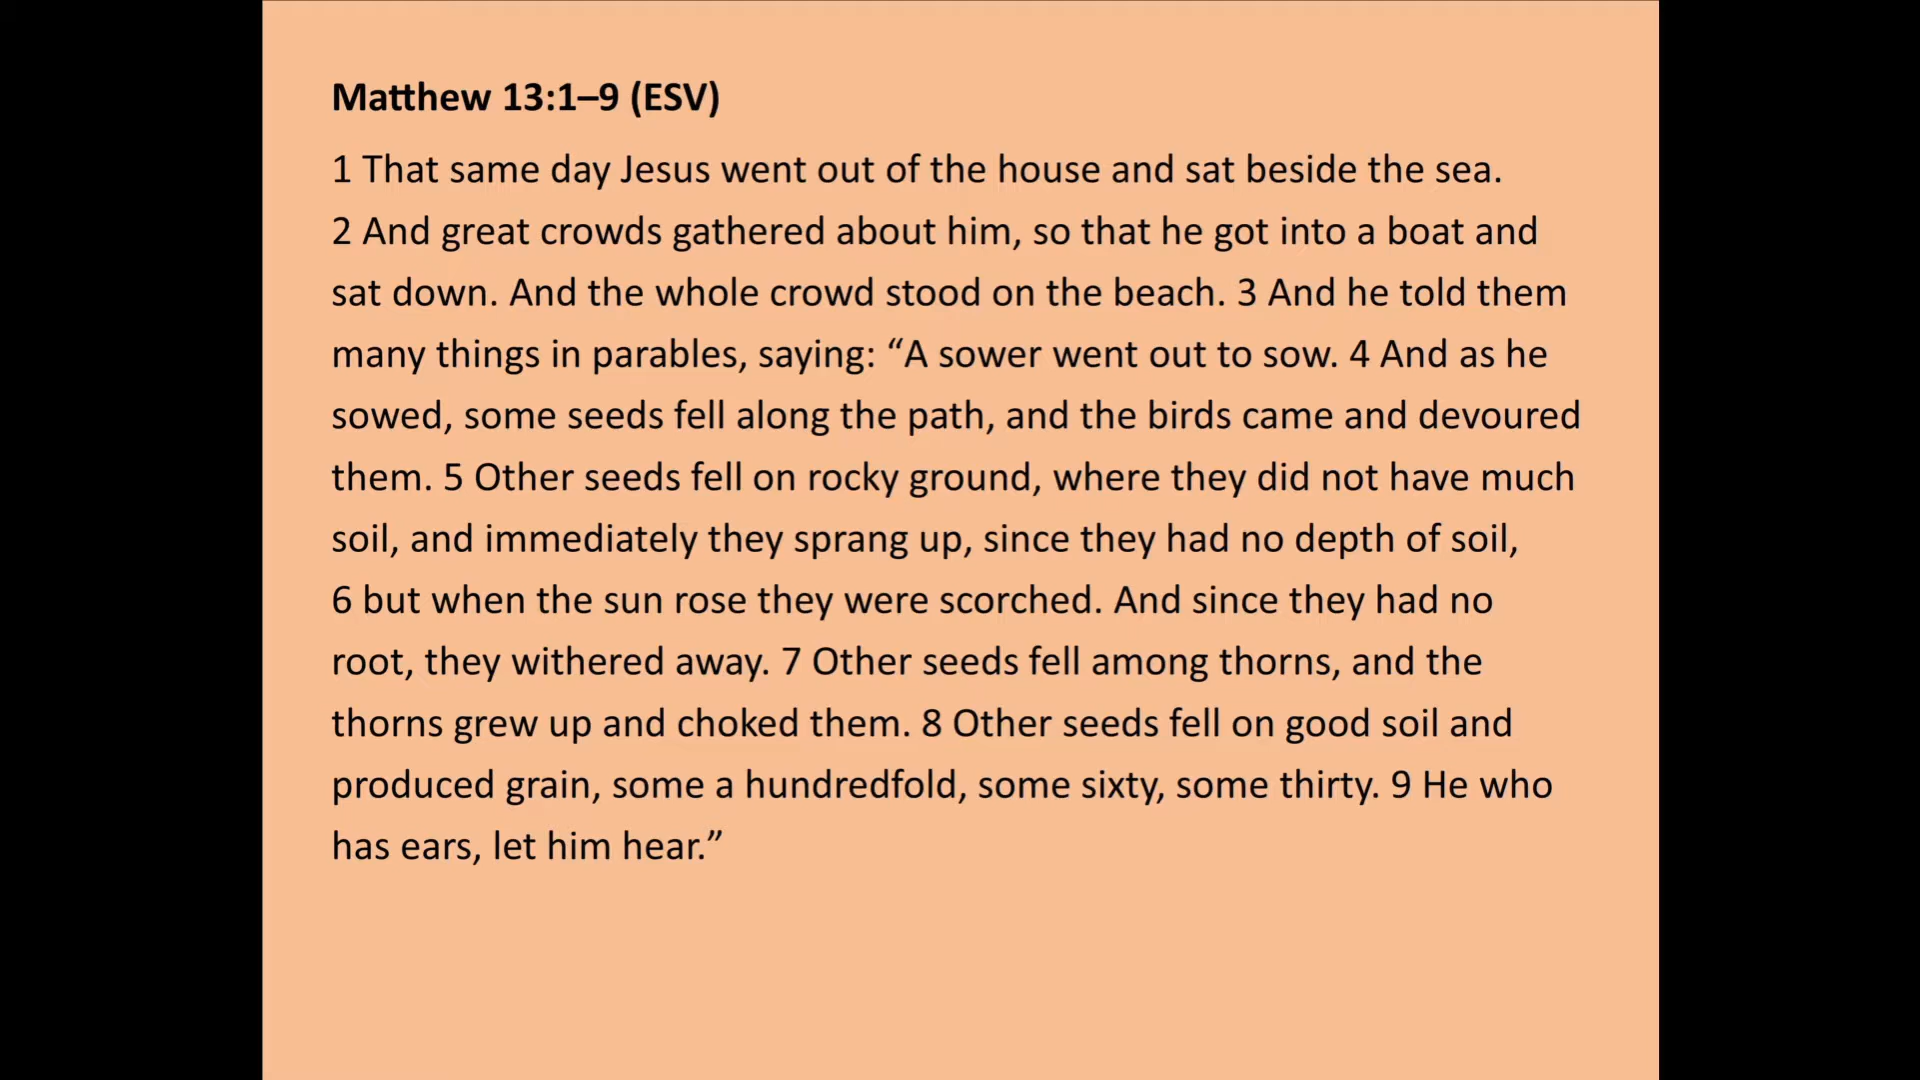 Matthew 13:1–9 (ESV)
1 That same day Jesus went out of the house and sat beside the sea.
2 And great crowds gathered about him, so that he got into a boat and
sat down. And the whole crowd stood on the beach. 3 And he told them
many things in parables, saying: “A sower went out to sow. 4 And as he
sowed, some seeds fell along the path, and the birds came and devoured
them. 5 Other seeds fell on rocky ground, where they did not have much
soil, and immediately they sprang up, since they had no depth of soil,
6 but when the sun rose they were scorched. And since they had no
root, they withered away. 7 Other seeds fell among thorns, and the
thorns grew up and choked them. 8 Other seeds fell on good soil and
produced grain, some a hundredfold, some sixty, some thirty. 9 He who
has ears, let him hear.”